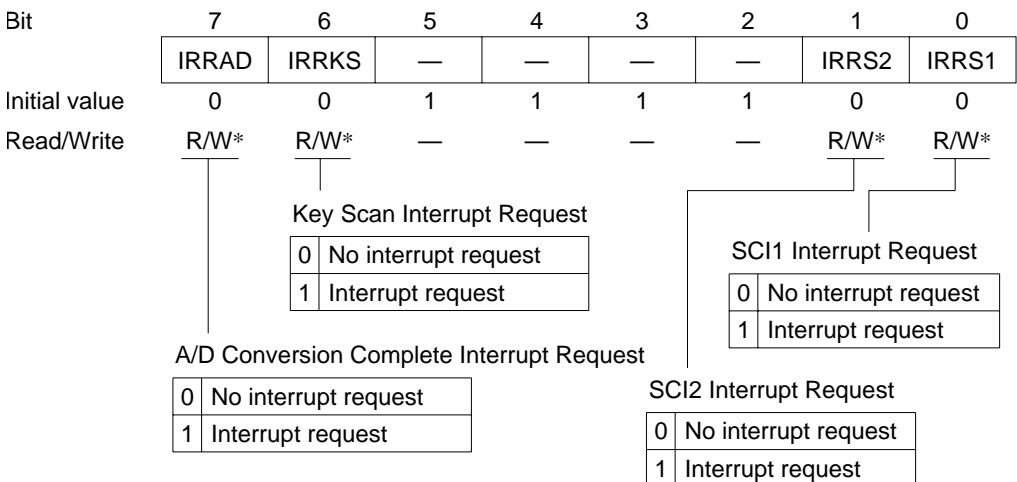 Bit 7 6 5 4 3 2 1 0
IRRAD IRRKS — — — — IRRS2 IRRS1
Initial value 0 0 1 1 1 1 0 0
Read/Write R/W* R/W* — — — — R/W* R/W*
Key Scan Interrupt Request
0 No interrupt request
1 Interrupt request
SCI1 Interrupt Request
0 No interrupt request
1 Interrupt request
A/D Conversion Complete Interrupt Request
0 No interrupt request
1 Interrupt request
SCI2 Interrupt Request
0 No interrupt request
1 Interrupt request